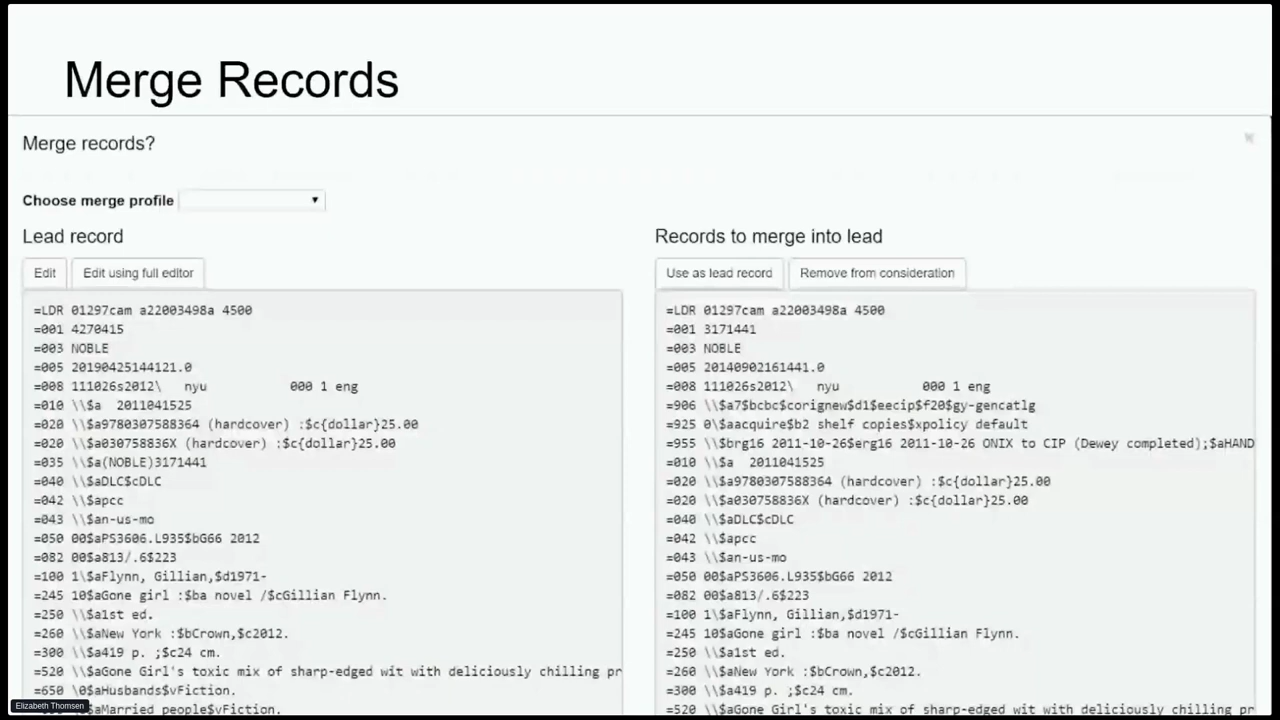 Merge Records
Merge records?
Choose merge profile
Lead record
Edit
Edit using full editor
=LDR 01297cam a22003498a 4500
=001 4270415
=003 NOBLE
=005 20190425144121.0
=008 111026s2012\   nyu           000 1 eng
=010 \\$a  2011041525
=020 \\$a9780307588364 (hardcover) :$c{dollar}25.00
=020 \\$a030758836X (hardcover) :$c{dollar}25.00
=035 \\$a(NOBLE)3171441
=040 \\$aDLC$cDLC
=042 \\$apcc
=043 \\$an-us-mo
=050 00$aPS3606.L935$bG66 2012
=082 00$a813/.6$223
=100 1\$aFlynn, Gillian,$d1971-
=245 10$aGone girl :$ba novel /$cGillian Flynn.
=250 \\$a1st ed.
=260 \\$aNew York :$bCrown,$c2012.
=300 \\$a419 p. ;$c24 cm.
=520 \\$aGone Girl's toxic mix of sharp-edged wit with deliciously chilling pr
=650 \0$aHusbands$vFiction.
$aMarried people$vFiction.
Records to merge into lead
Use as lead record
Remove from consideration
=LDR 01297cam a22003498a 4500
=001 3171441
=003 NOBLE
=005 20140902161441.0
=008 111026s2012\   nyu           000 1 eng
=906 \\$a7$bcbc$corignew$d1$eecip$f20$gy-gencatlg
=925 0\$aacquire$b2 shelf copies$xpolicy default
=955 \\$brg16 2011-10-26$erg16 2011-10-26 ONIX to CIP (Dewey completed);$aHAND
=010 \\$a  2011041525
=020 \\$a9780307588364 (hardcover) :$c{dollar}25.00
=020 \\$a030758836X (hardcover) :$c{dollar}25.00
=040 \\$aDLC$cDLC
=042 \\$apcc
=043 \\$an-us-mo
=050 00$aPS3606.L935$bG66 2012
=082 00$a813/.6$223
=100 1\$aFlynn, Gillian,$d1971-
=245 10$aGone girl :$ba novel /$cGillian Flynn.
=250 \\$a1st ed.
=260 \\$aNew York :$bCrown,$c2012.
=300 \\$a419 p. ;$c24 cm.
=520 \\$aGone Girl's toxic mix of sharp-edged wit with deliciously chilling pr
Elizabeth Thomsen